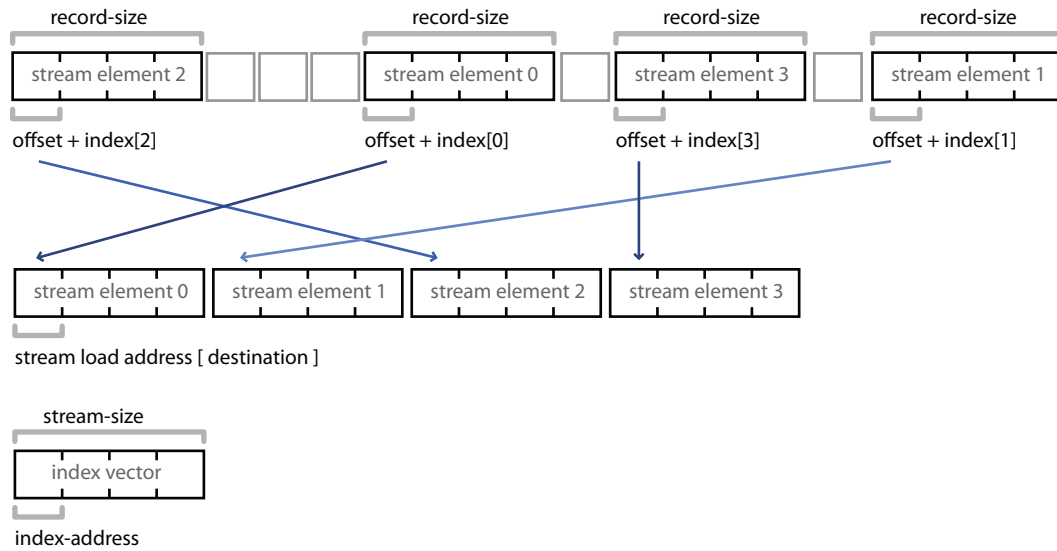 record-size record-size record-size record-size
stream element 2 stream element 0 stream element 3 stream element 1
offset + index[2] offset + index[0] offset + index[3] offset + index[1]
stream element 0 stream element 1 stream element 2 stream element 3
stream load address [ destination ]
stream-size
index vector
index-address